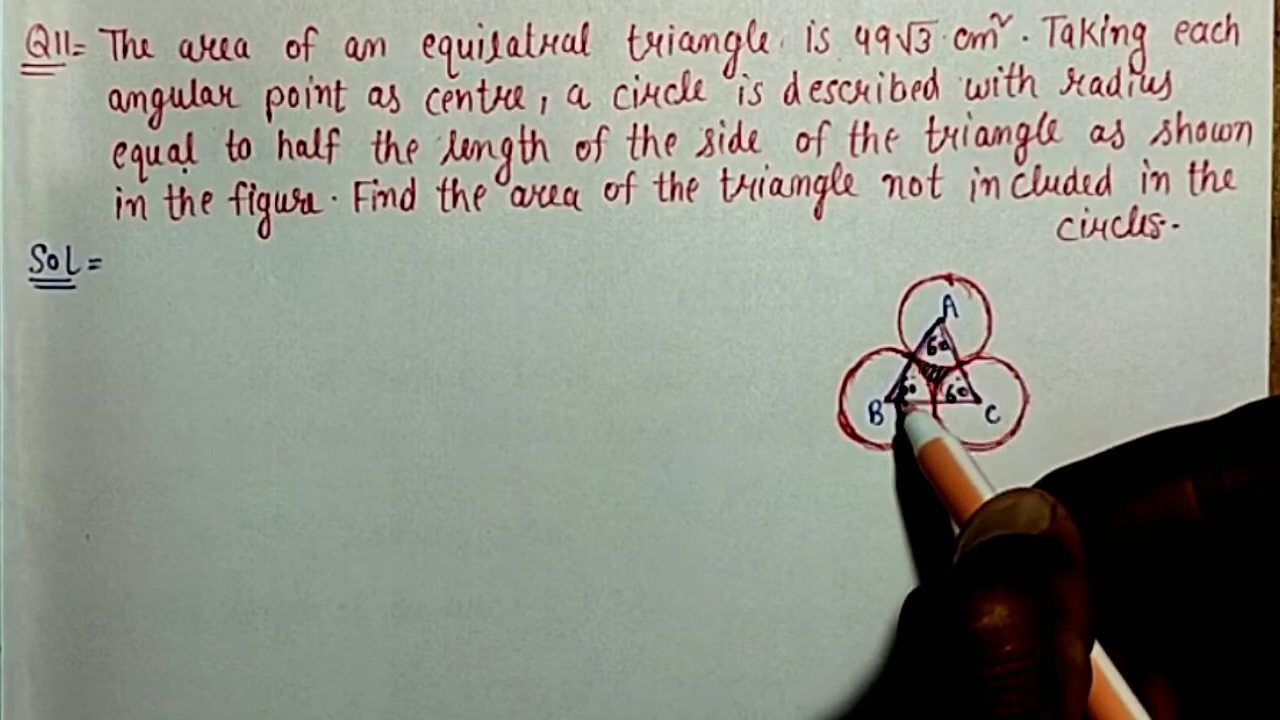 Q11= The area of an equilatral triangle is 49√3 cm². Taking each
angular point as centre, a circle is described with radius
equal to half the length of the side of the triangle as shown
in the figure. Find the area of the triangle not included in the
circles.
Sol=
A
60
60
B
C